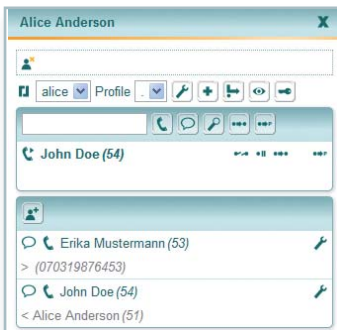 Alice Anderson X
alice Profile .
John Doe (54)
Erika Mustermann (53)
> (070319876453)
John Doe (54)
< Alice Anderson (51)